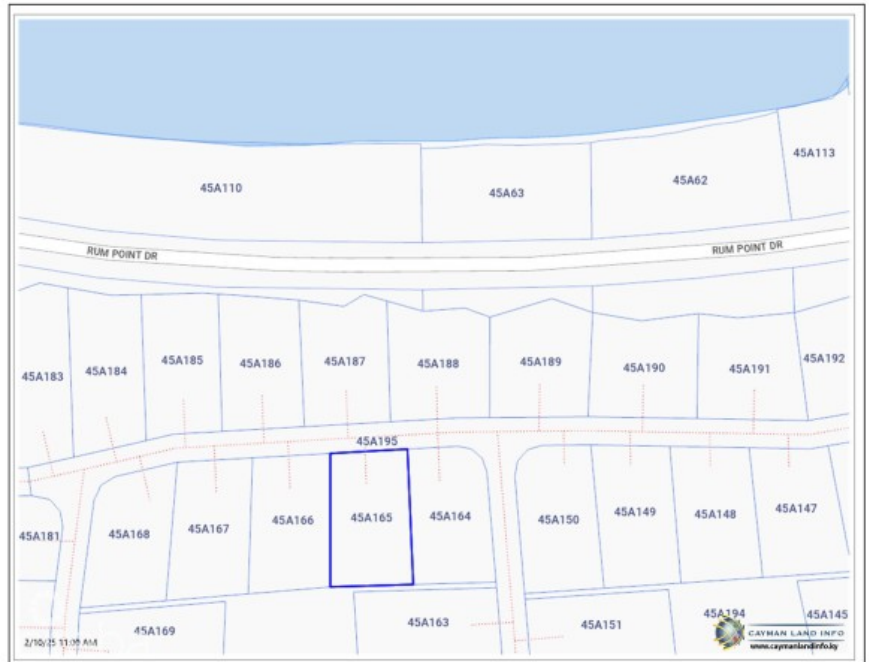 45A113
45A110
45A63
45A62
RUM POINT DR
RUM POINT DR
45A183
45A184
45A185
45A186
45A187
45A188
45A189
45A190
45A191
45A192
45A195
45A181
45A168
45A167
45A166
45A165
45A164
45A150
45A149
45A148
45A147
45A169
45A163
45A151
45A194
45A145
2/10/25 11:00 AM
CAYMAN LAND INFO
www.caymanlandinfo.ky